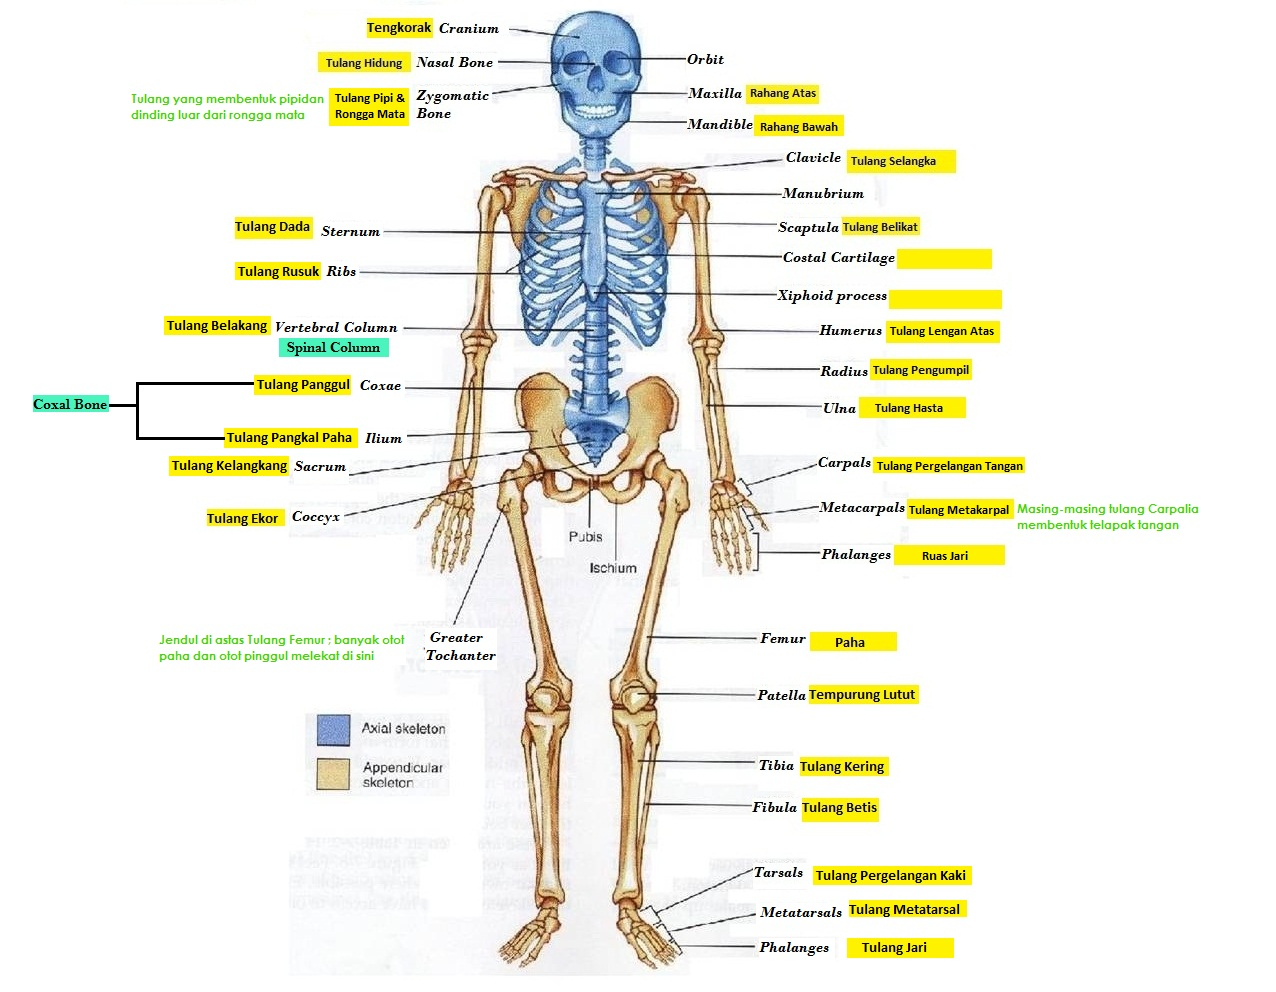 Tengkorak Cranium
Tulang Hidung Nasal Bone
Orbit
Tulang yang membentuk pipidan
dinding luar dari rongga mata
Tulang Pipi &
Rongga Mata
Zygomatic
Bone
Maxilla Rahang Atas
Mandible Rahang Bawah
Clavicle Tulang Selangka
Manubrium
Tulang Dada Sternum
Scaptula Tulang Belikat
Costal Cartilage
Tulang Rusuk Ribs
Xiphoid process
Tulang Belakang Vertebral Column
Spinal Column
Humerus Tulang Lengan Atas
Radius Tulang Pengumpil
Tulang Panggul Coxae
Coxal Bone
Ulna Tulang Hasta
Tulang Pangkal Paha Ilium
Tulang Kelangkang Sacrum
Carpals Tulang Pergelangan Tangan
Tulang Ekor Coccyx
Metacarpals Tulang Metakarpal
Masing-masing tulang Carpalia
membentuk telapak tangan
Pubis
Ischium
Phalanges Ruas Jari
Jendul di astas Tulang Femur ; banyak otot
paha dan otot pinggul melekat di sini
Greater
Tochanter
Femur Paha
Patella Tempurung Lutut
Axial skeleton
Appendicular
skeleton
Tibia Tulang Kering
Fibula Tulang Betis
Tarsals Tulang Pergelangan Kaki
Metatarsals Tulang Metatarsal
Phalanges Tulang Jari